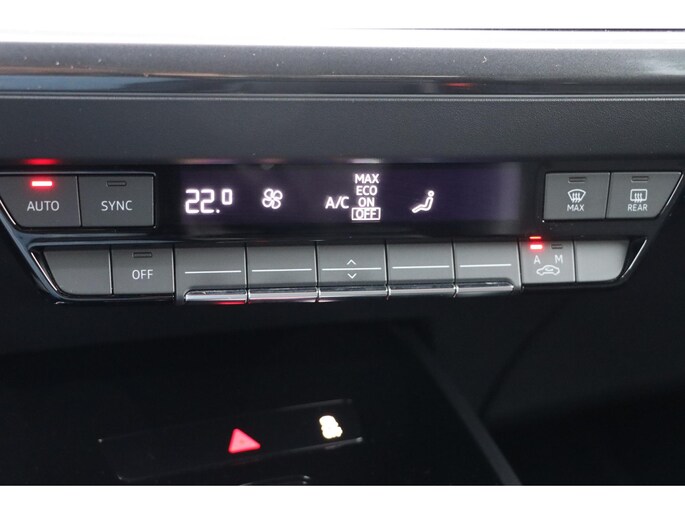 AUTO SYNC
22.0 A/C
MAX
ECO
ON
OFF
MAX REAR
OFF
A M